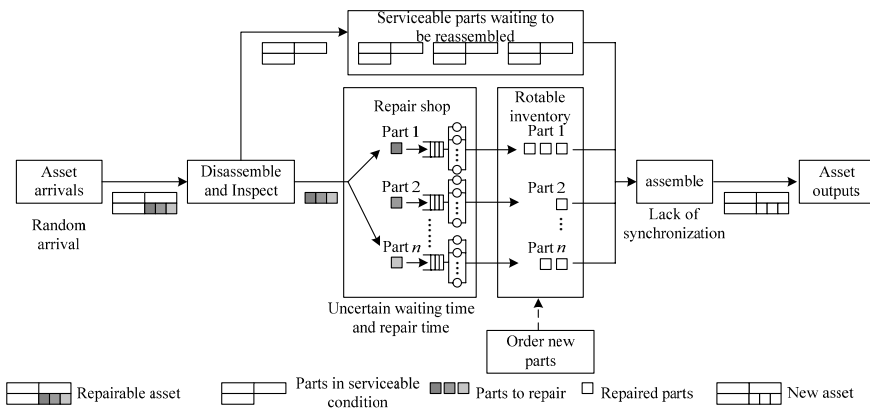 Serviceable parts waiting to
be reassembled
Repair shop
Rotable
inventory
Part 1
Part 1
Asset
arrivals
Disassemble
and Inspect
Part 2
Part 2
assemble
Asset
outputs
Random
arrival
Lack of
synchronization
Part n
Part n
Uncertain waiting time
and repair time
Order new
parts
Repairable asset
Parts in serviceable
condition
Parts to repair
Repaired parts
New asset